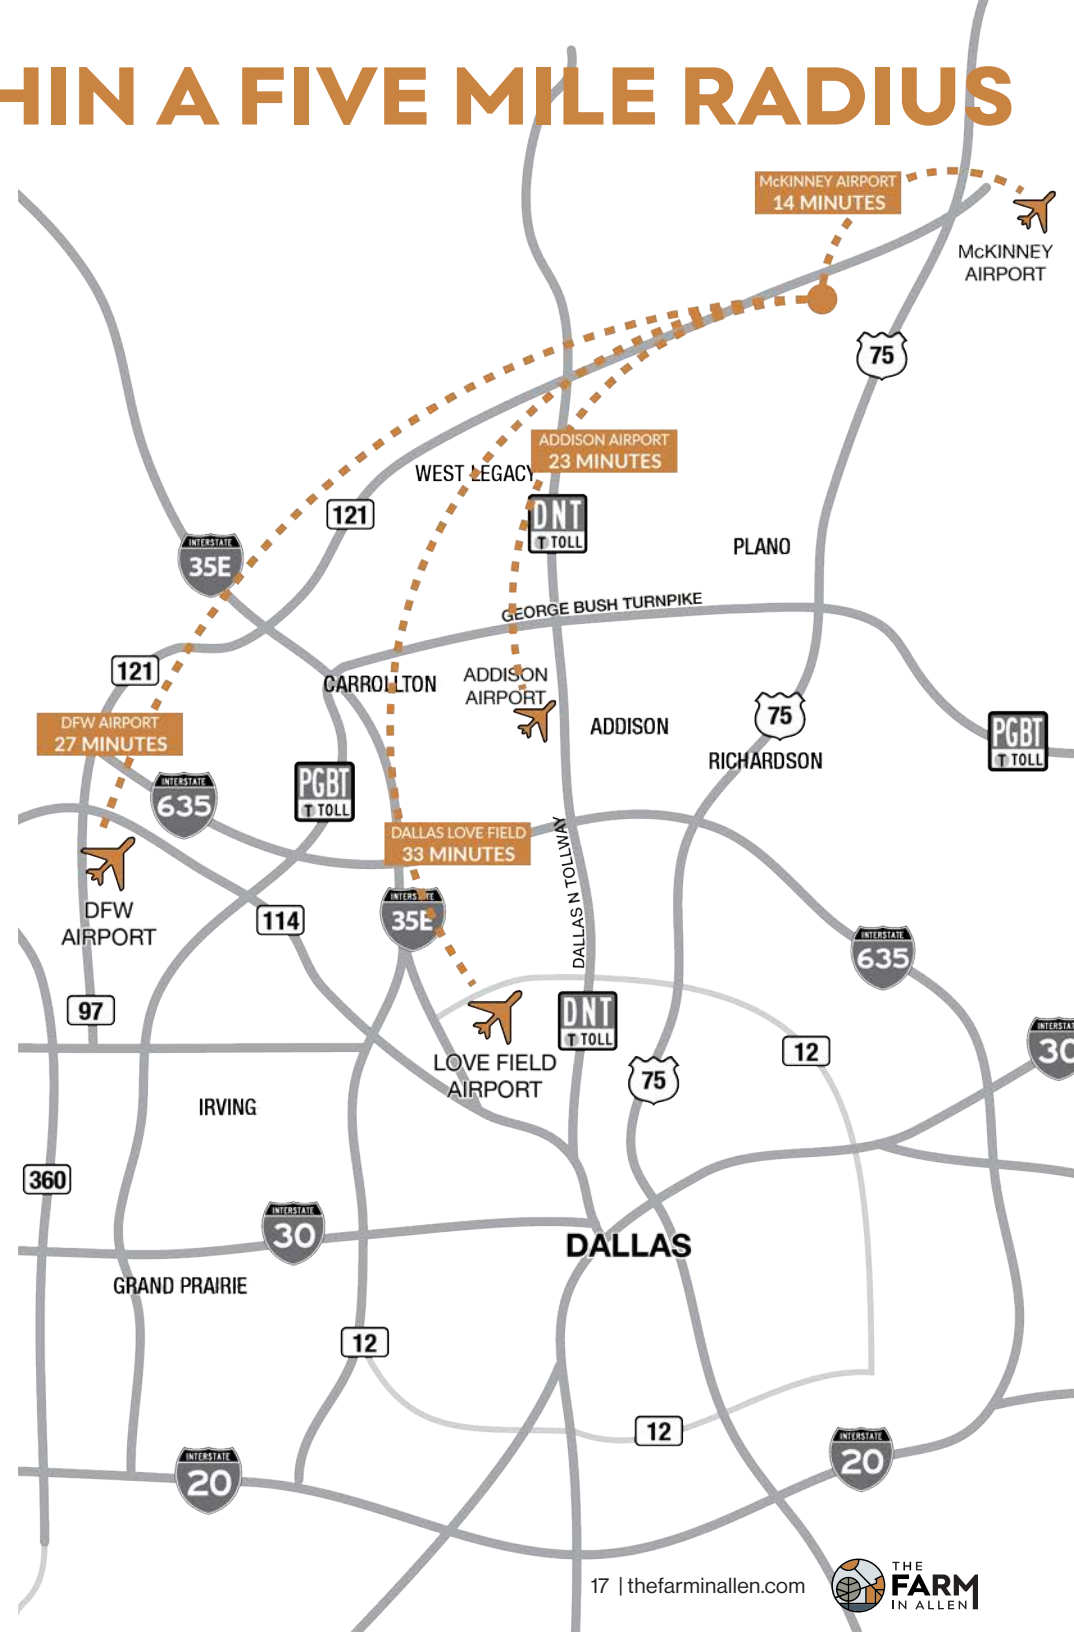 HIN A FIVE MILE RADIUS
McKINNEY AIRPORT
14 MINUTES
McKINNEY
AIRPORT
75
ADDISON AIRPORT
23 MINUTES
WEST LEGACY
121
DNT
T TOLL
PLANO
INTERSTATE
35E
GEORGE BUSH TURNPIKE
121
CARROLLTON
ADDISON
AIRPORT
75
ADDISON
DFW AIRPORT
27 MINUTES
PGBT
T TOLL
RICHARDSON
INTERSTATE
635
PGBT
T TOLL
DALLAS LOVE FIELD
33 MINUTES
DALLAS N TOLLWAY
INTERSTATE
35E
DFW
AIRPORT
114
INTERSTATE
635
97
DNT
T TOLL
12
INTERSTAT
30
LOVE FIELD
AIRPORT
75
IRVING
360
INTERSTATE
30
DALLAS
GRAND PRAIRIE
12
12
INTERSTATE
20
INTERSTATE
20
17 | thefarminallen.com
THE
FARM
IN ALLEN